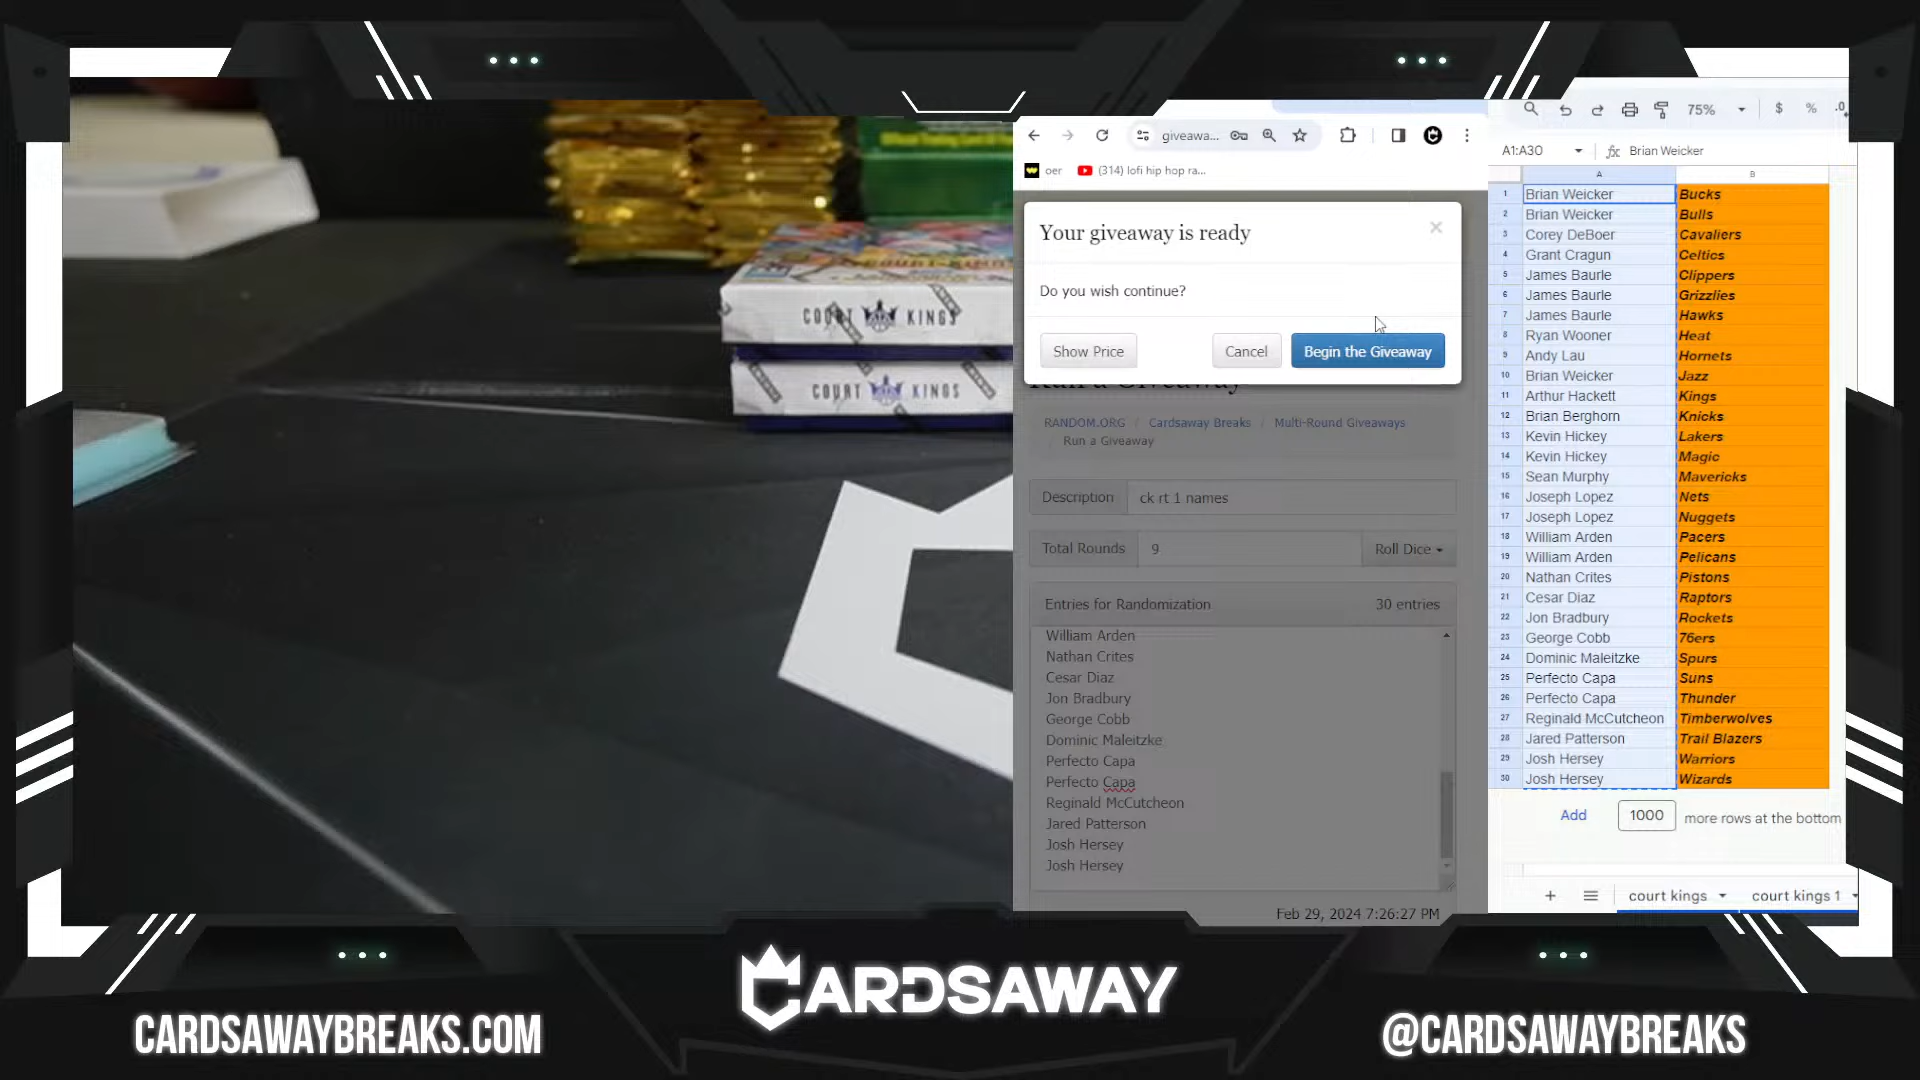 COURT KINGS
COURT KINGS
giveawa...
oer
(314) lofi hip hop ra...
Your giveaway is ready
×
Do you wish continue?
Show Price
Cancel
Begin the Giveaway
Run a Giveaway
RANDOM.ORG / Cardsaway Breaks / Multi-Round Giveaways
/ Run a Giveaway
Description
ck rt 1 names
Total Rounds
9
Roll Dice
Entries for Randomization
30 entries
William Arden
Nathan Crites
Cesar Diaz
Jon Bradbury
George Cobb
Dominic Maleitzke
Perfecto Capa
Perfecto Capa
Reginald McCutcheon
Jared Patterson
Josh Hersey
Josh Hersey
Feb 29, 2024 7:26:27 PM
75%
$
%
.0
A1:A30
fx
Brian Weicker
A
B
1 Brian Weicker Bucks
2 Brian Weicker Bulls
3 Corey DeBoer Cavaliers
4 Grant Cragun Celtics
5 James Baurle Clippers
6 James Baurle Grizzlies
7 James Baurle Hawks
8 Ryan Wooner Heat
9 Andy Lau Hornets
10 Brian Weicker Jazz
11 Arthur Hackett Kings
12 Brian Berghorn Knicks
13 Kevin Hickey Lakers
14 Kevin Hickey Magic
15 Sean Murphy Mavericks
16 Joseph Lopez Nets
17 Joseph Lopez Nuggets
18 William Arden Pacers
19 William Arden Pelicans
20 Nathan Crites Pistons
21 Cesar Diaz Raptors
22 Jon Bradbury Rockets
23 George Cobb 76ers
24 Dominic Maleitzke Spurs
25 Perfecto Capa Suns
26 Perfecto Capa Thunder
27 Reginald McCutcheon Timberwolves
28 Jared Patterson Trail Blazers
29 Josh Hersey Warriors
30 Josh Hersey Wizards
Add
1000
more rows at the bottom
court kings
court kings 1
CARDSAWAY
CARDSAWAYBREAKS.COM
@CARDSAWAYBREAKS